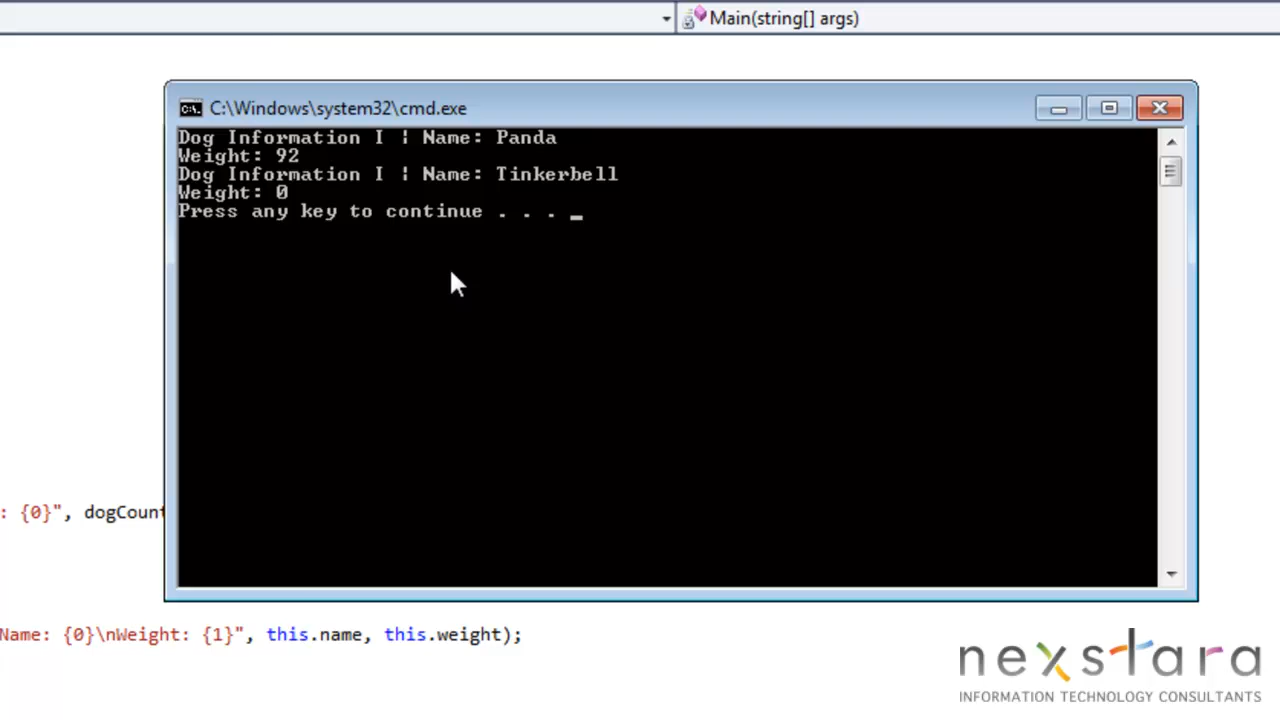 Main(string[] args)
C:\Windows\system32\cmd.exe
Dog Information I ¦ Name: Panda
Weight: 92
Dog Information I ¦ Name: Tinkerbell
Weight: 0
Press any key to continue . . . _
: {0}", dogCount
Name: {0}\nWeight: {1}", this.name, this.weight);
nexstara
INFORMATION TECHNOLOGY CONSULTANTS